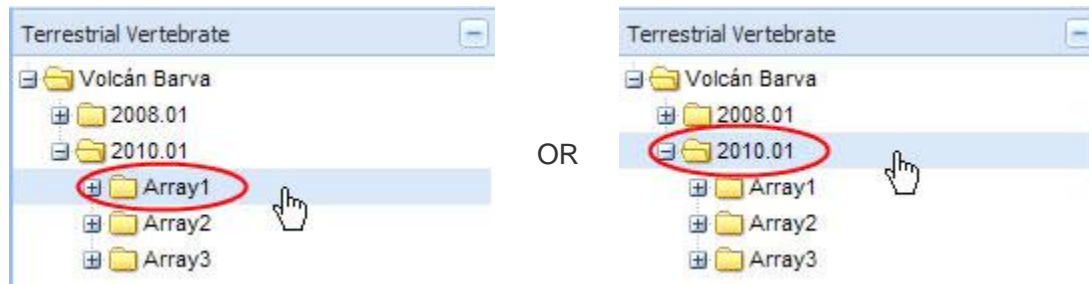 Terrestrial Vertebrate
Volcán Barva
2008.01
2010.01
Array1
Array2
Array3
OR
Terrestrial Vertebrate
Volcán Barva
2008.01
2010.01
Array1
Array2
Array3